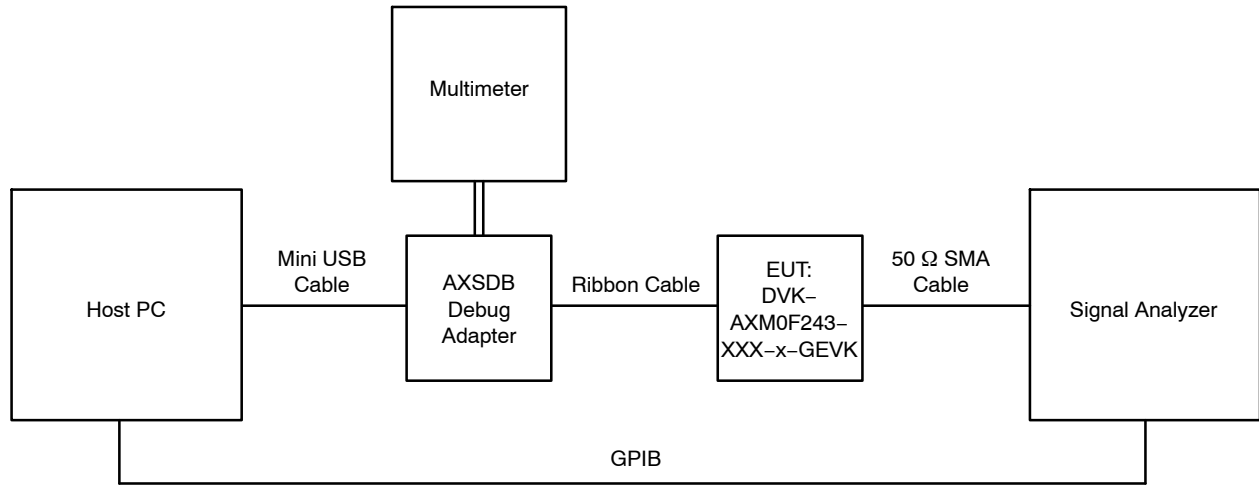 Multimeter
Host PC
Mini USB
Cable
AXSDB
Debug
Adapter
Ribbon Cable
EUT:
DVK−
AXM0F243−
XXX−x−GEVK
50 Ω SMA
Cable
Signal Analyzer
GPIB